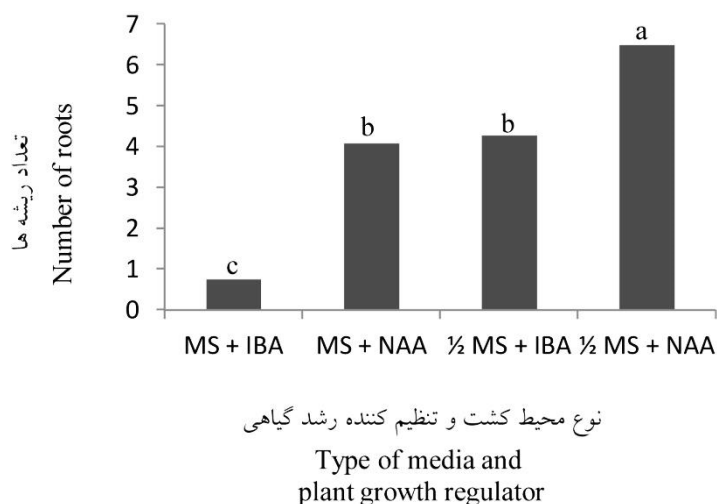 تعداد ریشه ها
Number of roots
7
6
5
4
3
2
1
0
c
b
b
a
MS + IBA MS + NAA ½ MS + IBA ½ MS + NAA
نوع محیط کشت و تنظیم کننده رشد گیاهی
Type of media and
plant growth regulator